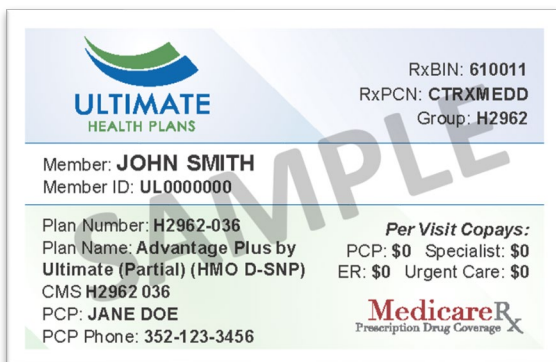 ULTIMATE
HEALTH PLANS
RxBIN: 610011
RxPCN: CTRXMEDD
Group: H2962
Member: JOHN SMITH
Member ID: UL0000000
SAMPLE
Plan Number: H2962-036
Plan Name: Advantage Plus by
Ultimate (Partial) (HMO D-SNP)
CMS H2962 036
PCP: JANE DOE
PCP Phone: 352-123-3456
Per Visit Copays:
PCP: $0 Specialist: $0
ER: $0 Urgent Care: $0
MedicareRx
Prescription Drug Coverage